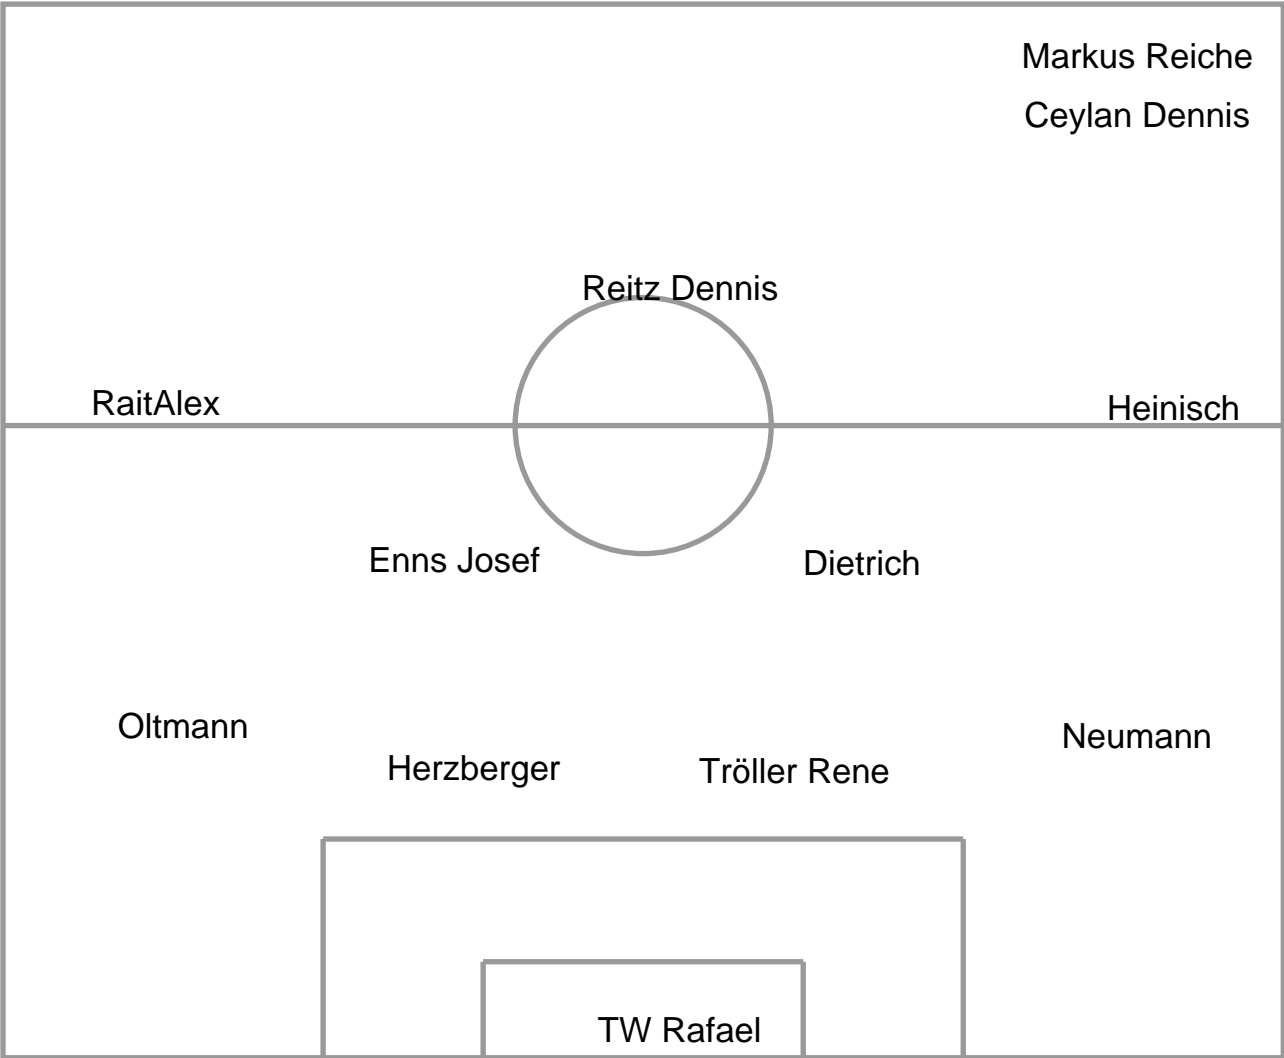 Markus Reiche
Ceylan Dennis
Reitz Dennis
RaitAlex
Heinisch
Enns Josef
Dietrich
Oltmann
Neumann
Herzberger
Tröller Rene
TW Rafael